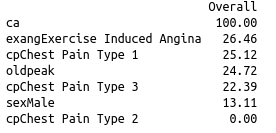 Overall
ca 100.00
exangExercise Induced Angina 26.46
cpChest Pain Type 1 25.12
oldpeak 24.72
cpChest Pain Type 3 22.39
sexMale 13.11
cpChest Pain Type 2 0.00